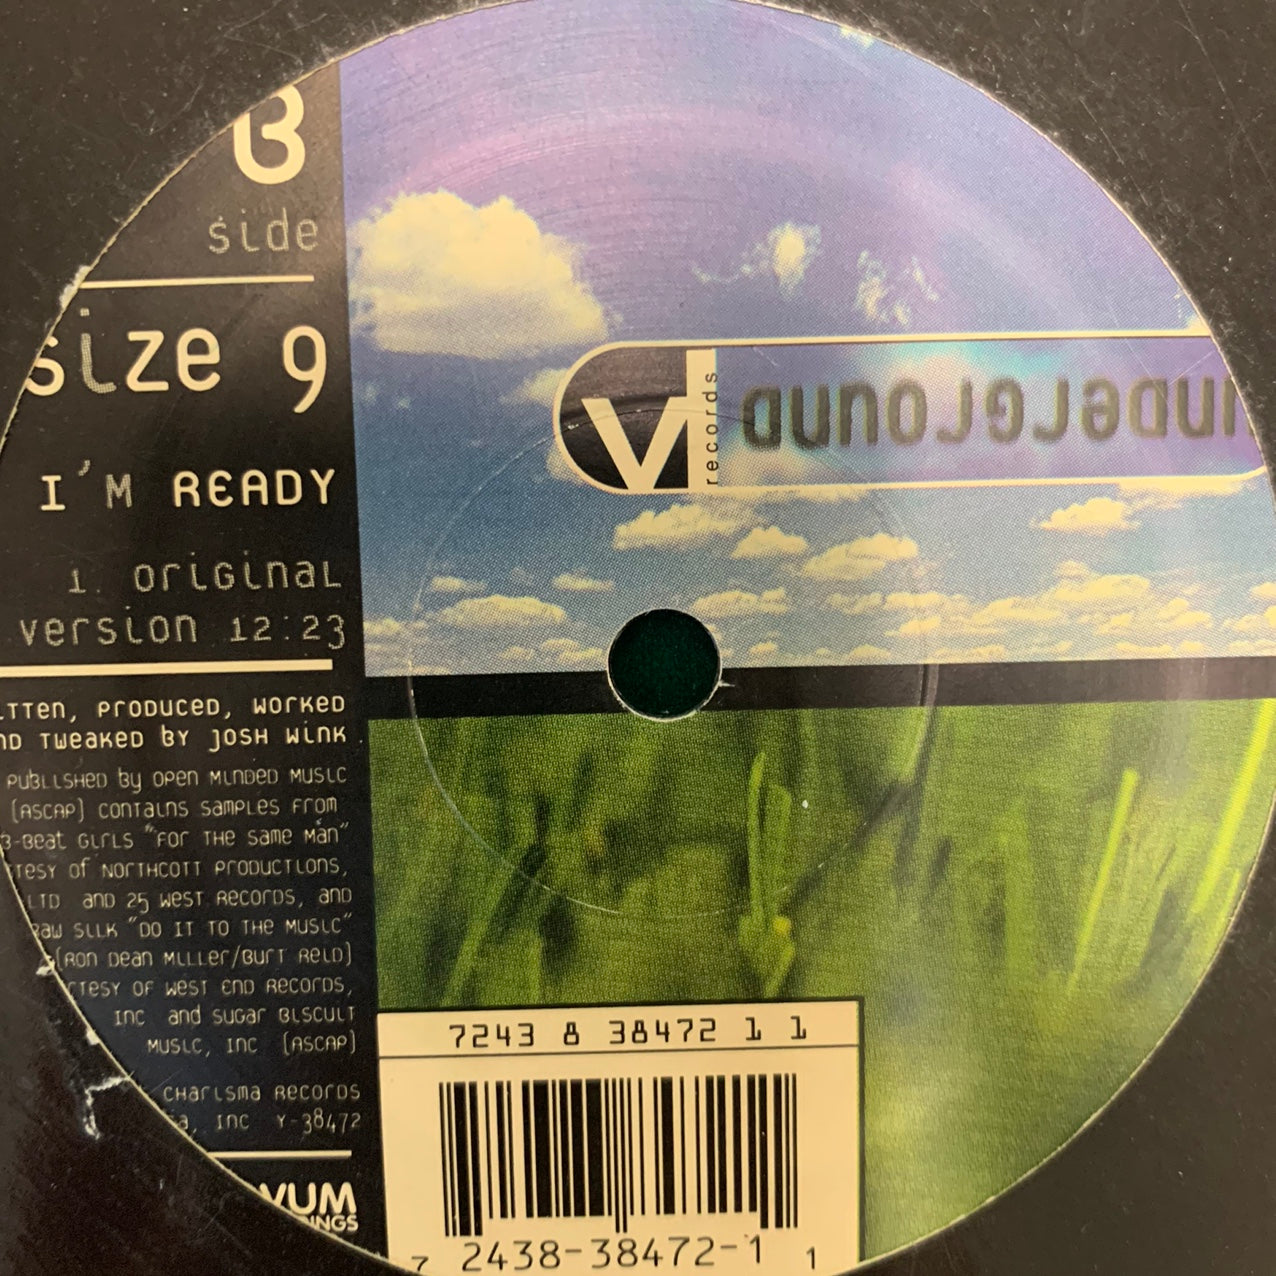 B
side
size 9
I'M READY
1. original
version 12:23
written, produced, worked
and tweaked by josh wink.
published by open minded music
(ASCAP) contains samples from
B-Beat Girls "For the same man"
courtesy of Northcott Productions,
LTD and 25 west records, and
Raw Silk "Do it to the music"
(Ron Dean Miller/Burt Reid)
courtesy of West End Records,
Inc and Sugar Biscuit
Music, Inc (ASCAP)
Charisma Records
Inc Y-38472
OVUM
RECORDINGS
VI
records
underground
7243 8 38472 1 1
7 2438-38472-1 1